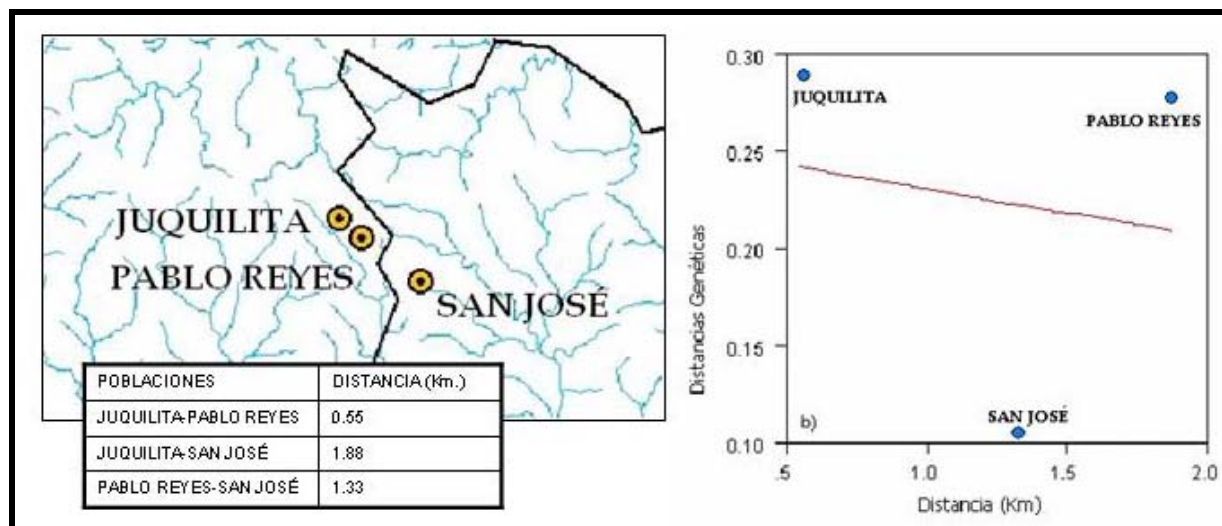 JUQUILITA
PABLO REYES
SAN JOSÉ
POBLACIONES DISTANCIA (Km.)
JUQUILITA-PABLO REYES 0.55
JUQUILITA-SAN JOSÉ 1.88
PABLO REYES-SAN JOSÉ 1.33
0.30
JUQUILITA
PABLO REYES
0.25
0.20
0.15
0.10
Distancias Genéticas
SAN JOSÉ
b)
.5 1.0 1.5 2.0
Distancia (Km)